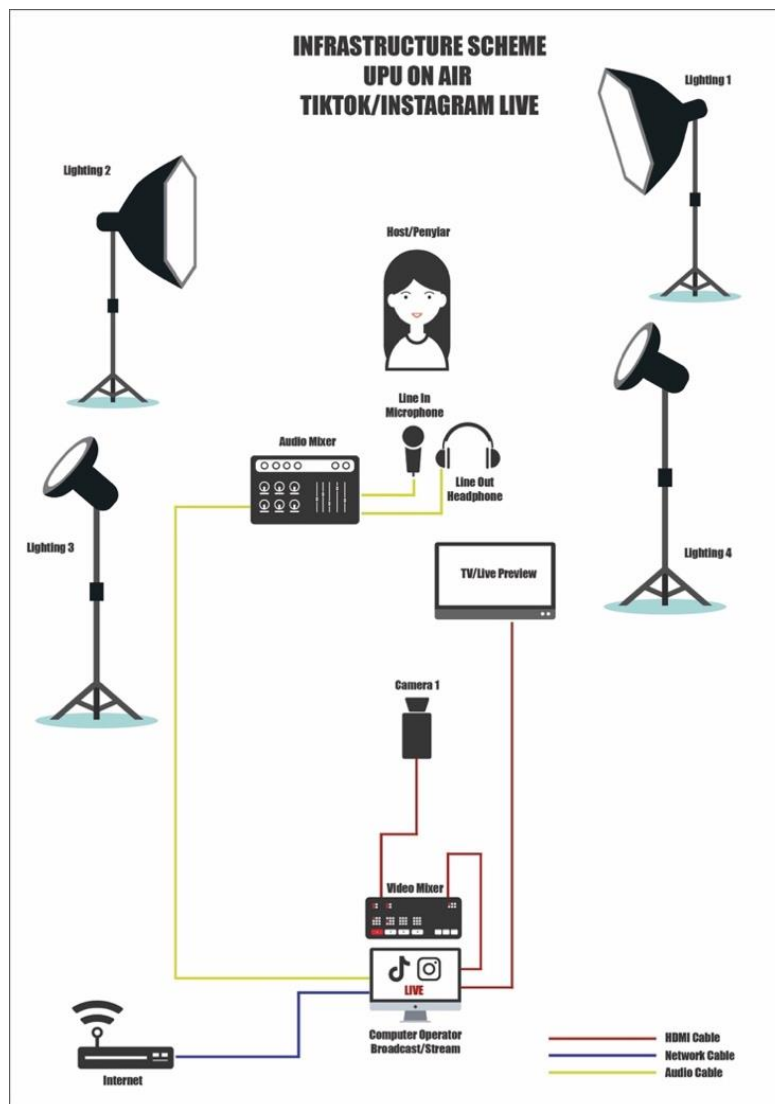 INFRASTRUCTURE SCHEME
UPU ON AIR
TIKTOK/INSTAGRAM LIVE
Lighting 1
Lighting 2
Host/Penyiar
Line In
Microphone
Audio Mixer
Line Out
Headphone
Lighting 3
Lighting 4
TV/Live Preview
Camera 1
Video Mixer
LIVE
Computer Operator
Broadcast/Stream
Internet
HDMI Cable
Network Cable
Audio Cable